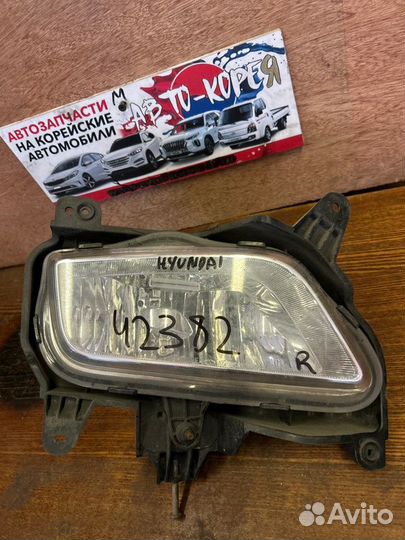 АВТО-КОРЕЯ
АВТОЗАПЧАСТИ
НА КОРЕЙСКИЕ
АВТОМОБИЛИ
HYUNDAI
42382
R
Avito